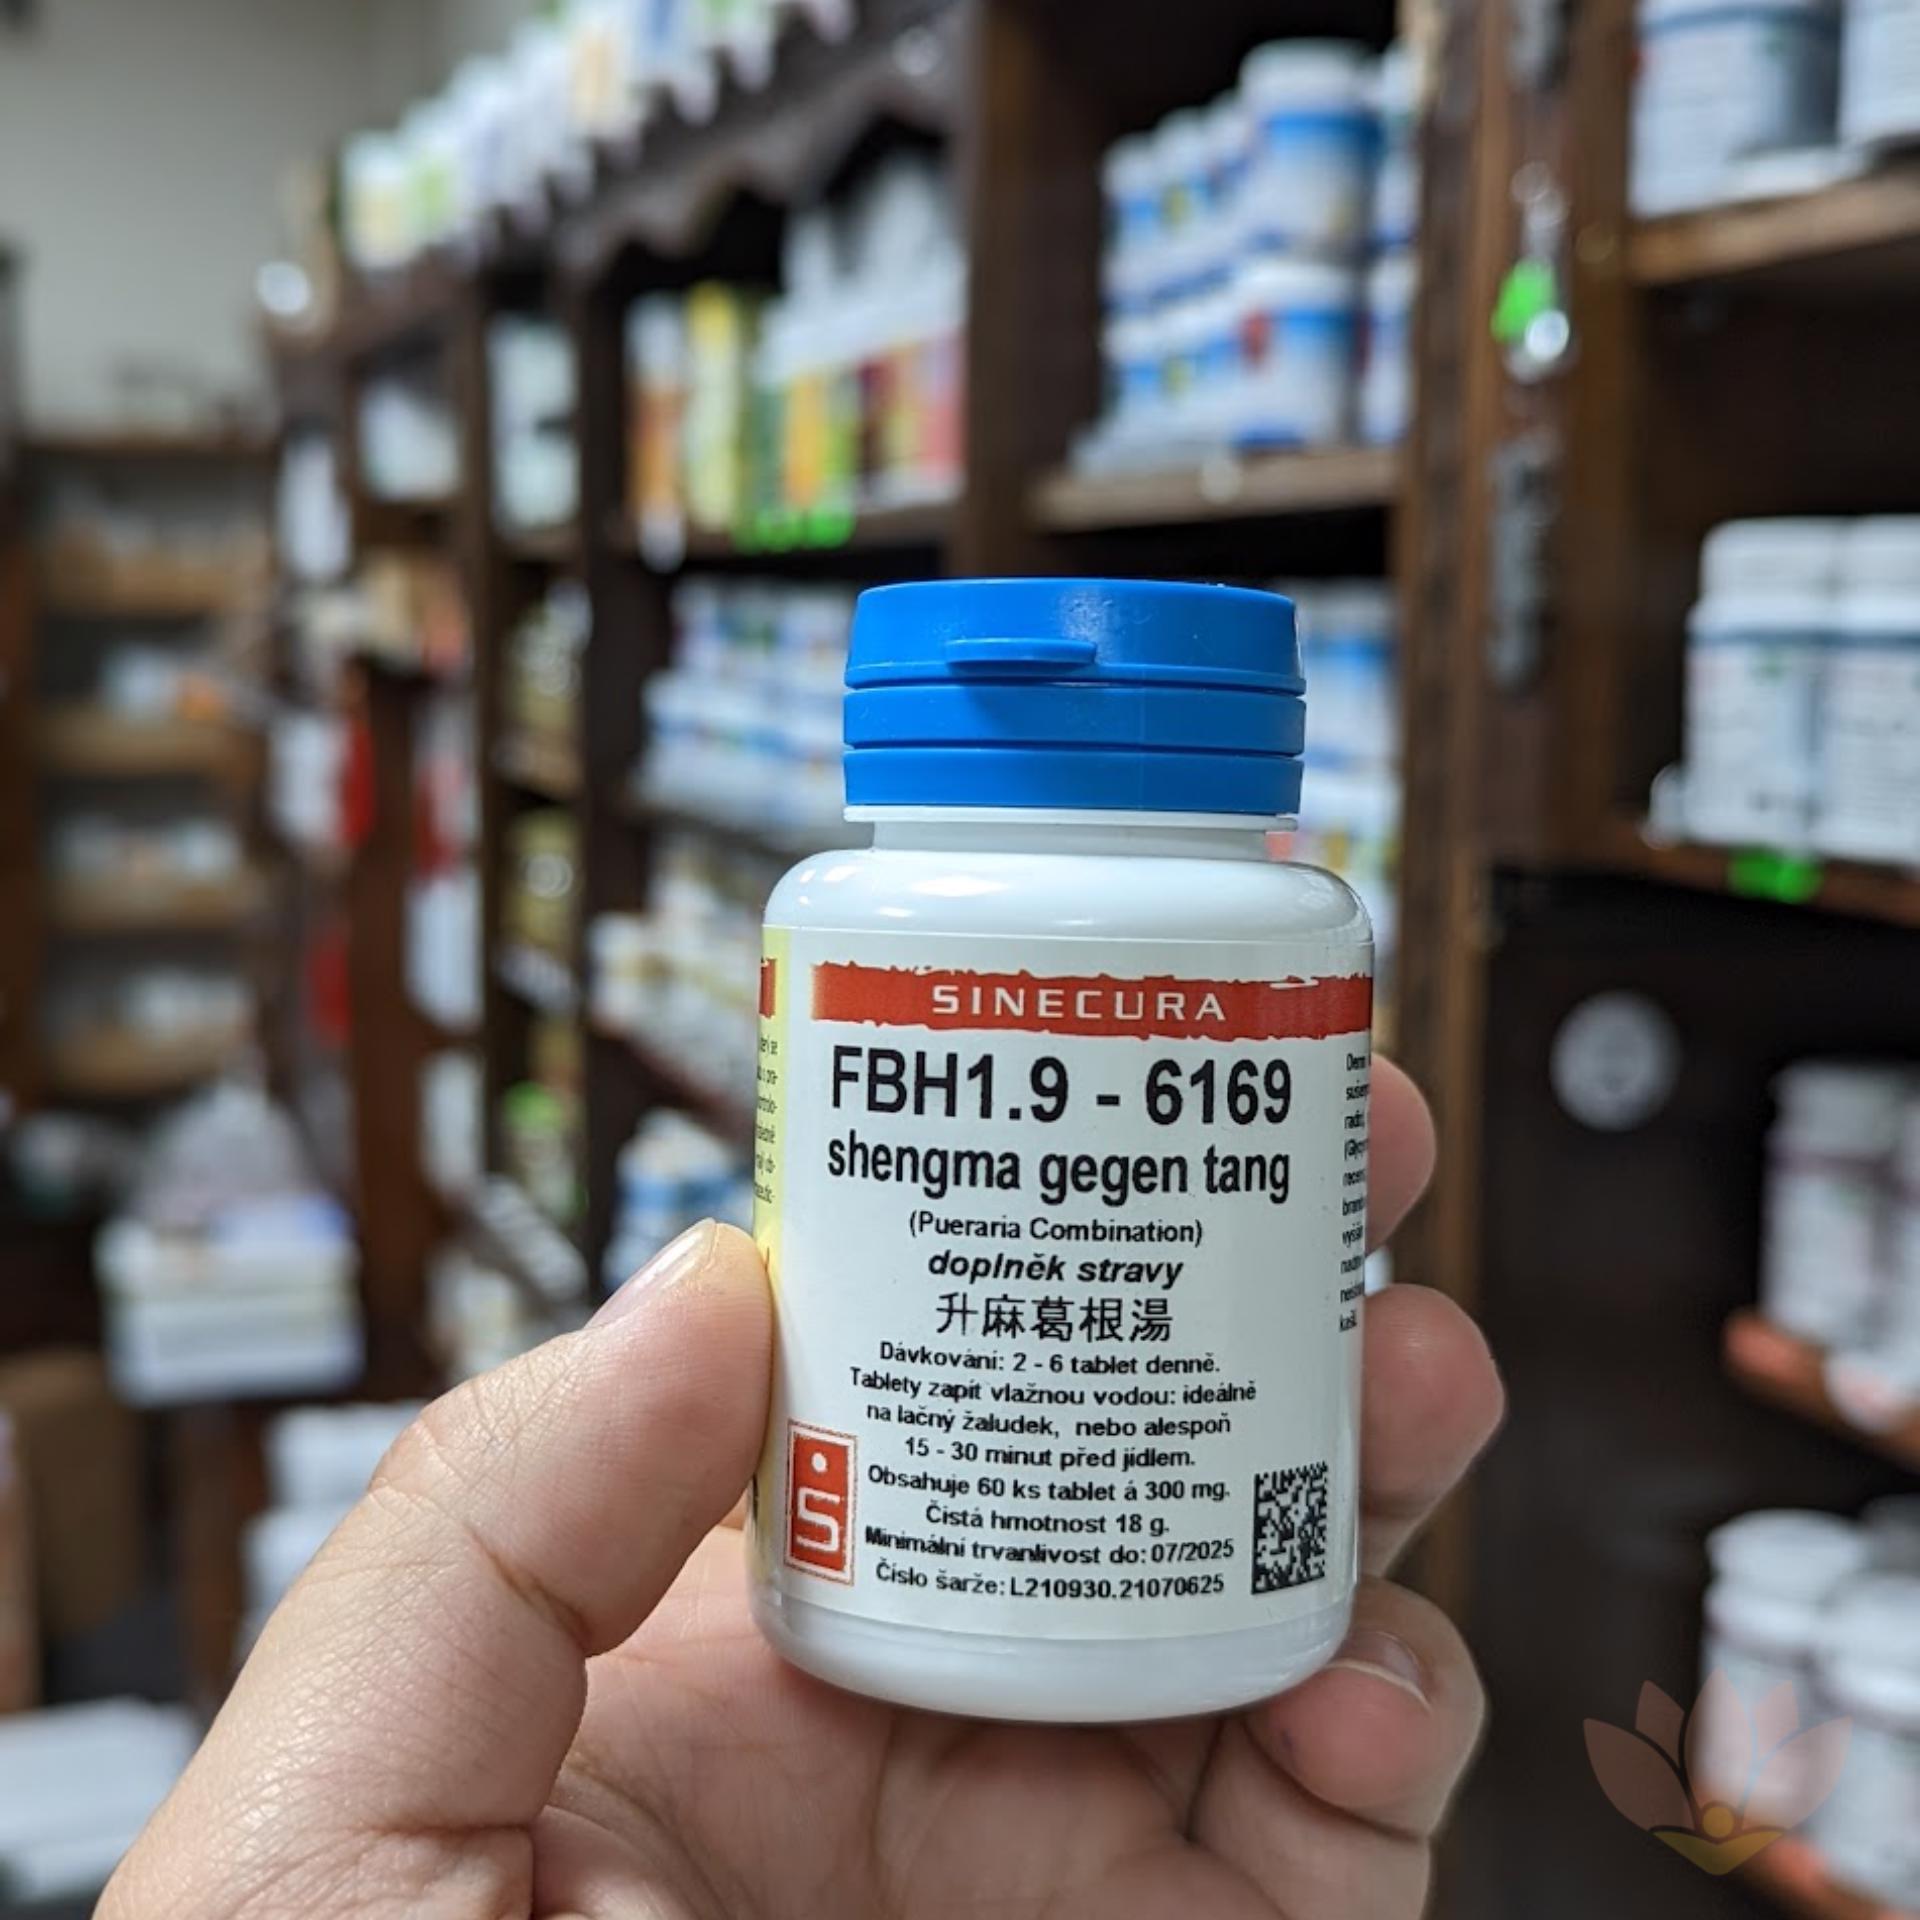 SINECURA
FBH1.9 - 6169
shengma gegen tang
(Pueraria Combination)
doplněk stravy
升麻葛根湯
Dávkování: 2 - 6 tablet denně.
Tablety zapít vlažnou vodou: ideálně
na lačný žaludek, nebo alespoň
15 - 30 minut před jídlem.
Obsahuje 60 ks tablet á 300 mg.
Čistá hmotnost 18 g.
Minimální trvanlivost do: 07/2025
Číslo šarže: L210930.21070625